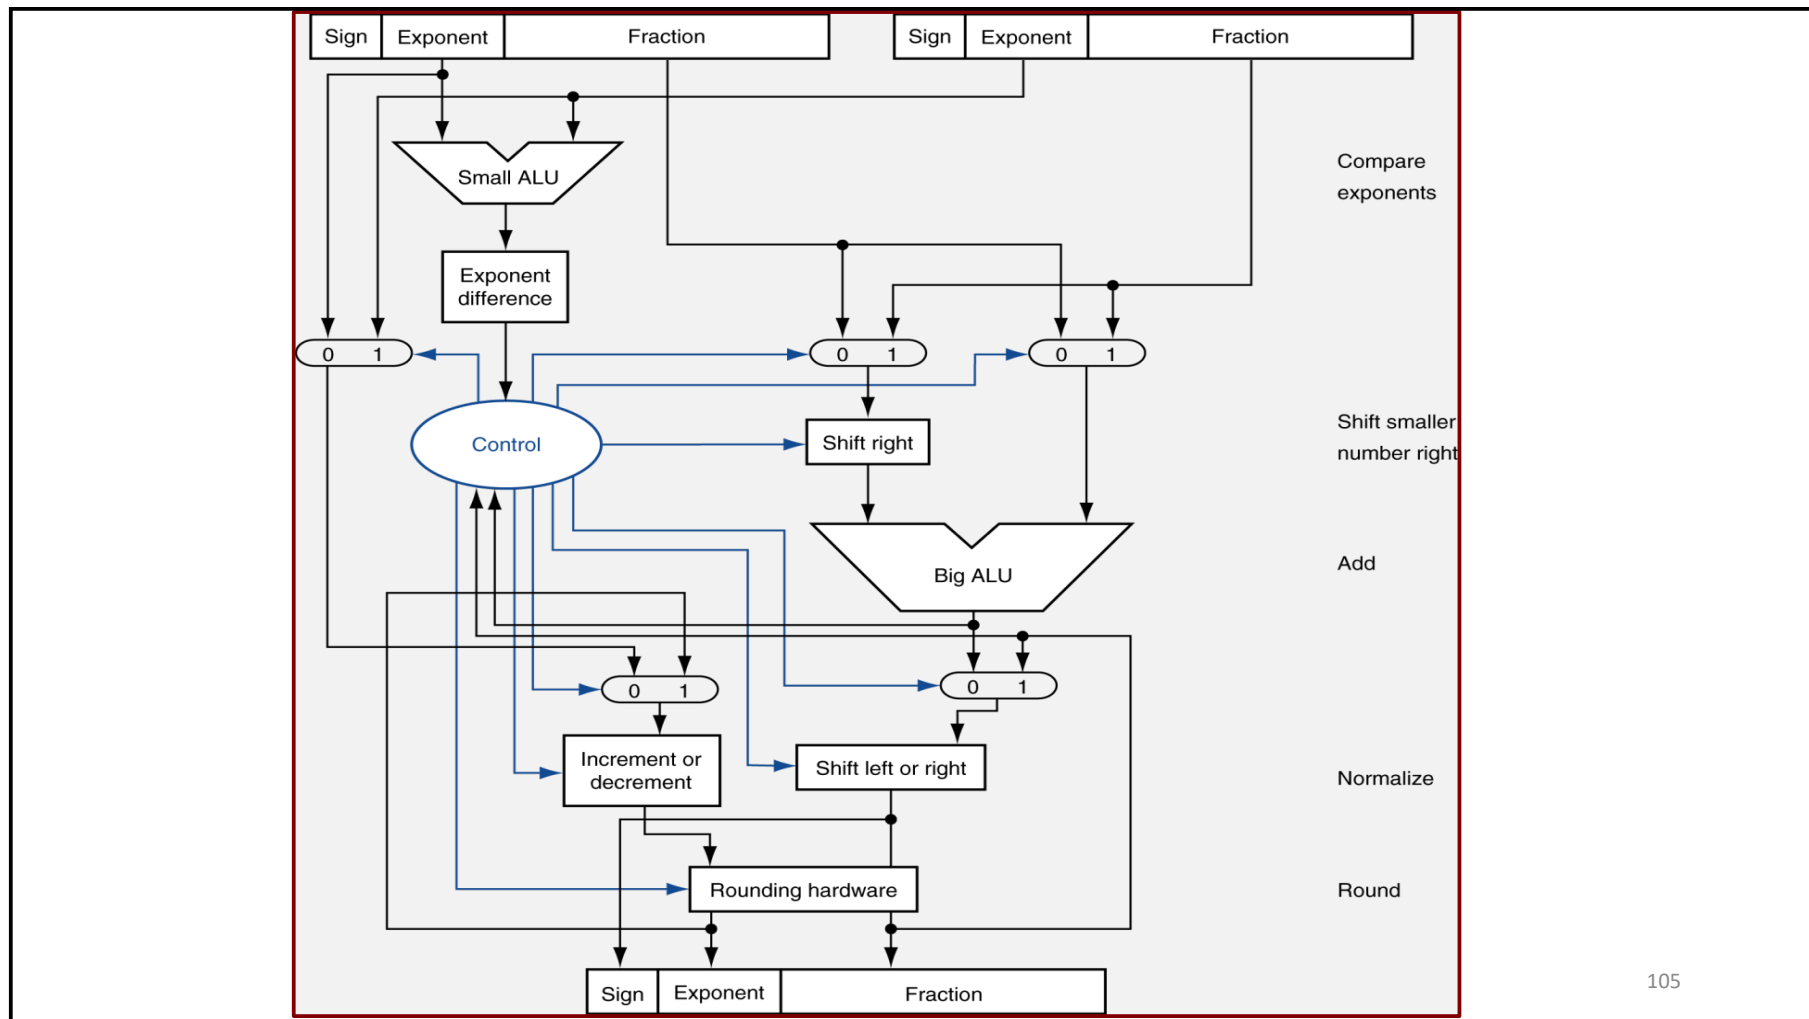 Sign Exponent Fraction Sign Exponent Fraction
Compare
exponents
Small ALU
Exponent
difference
0 1 0 1 0 1
Control
Shift right
Shift smaller
number right
Add
Big ALU
0 1 0 1
Increment or
decrement
Shift left or right
Normalize
Rounding hardware
Round
Sign Exponent Fraction
105